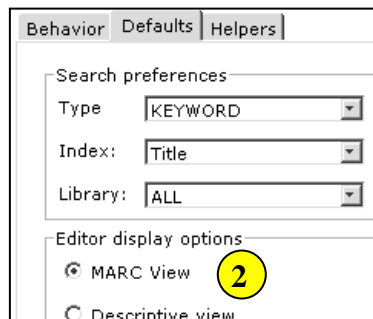 Behavior Defaults Helpers
Search preferences
Type KEYWORD
Index: Title
Library: ALL
Editor display options
MARC View 2
Descriptive view